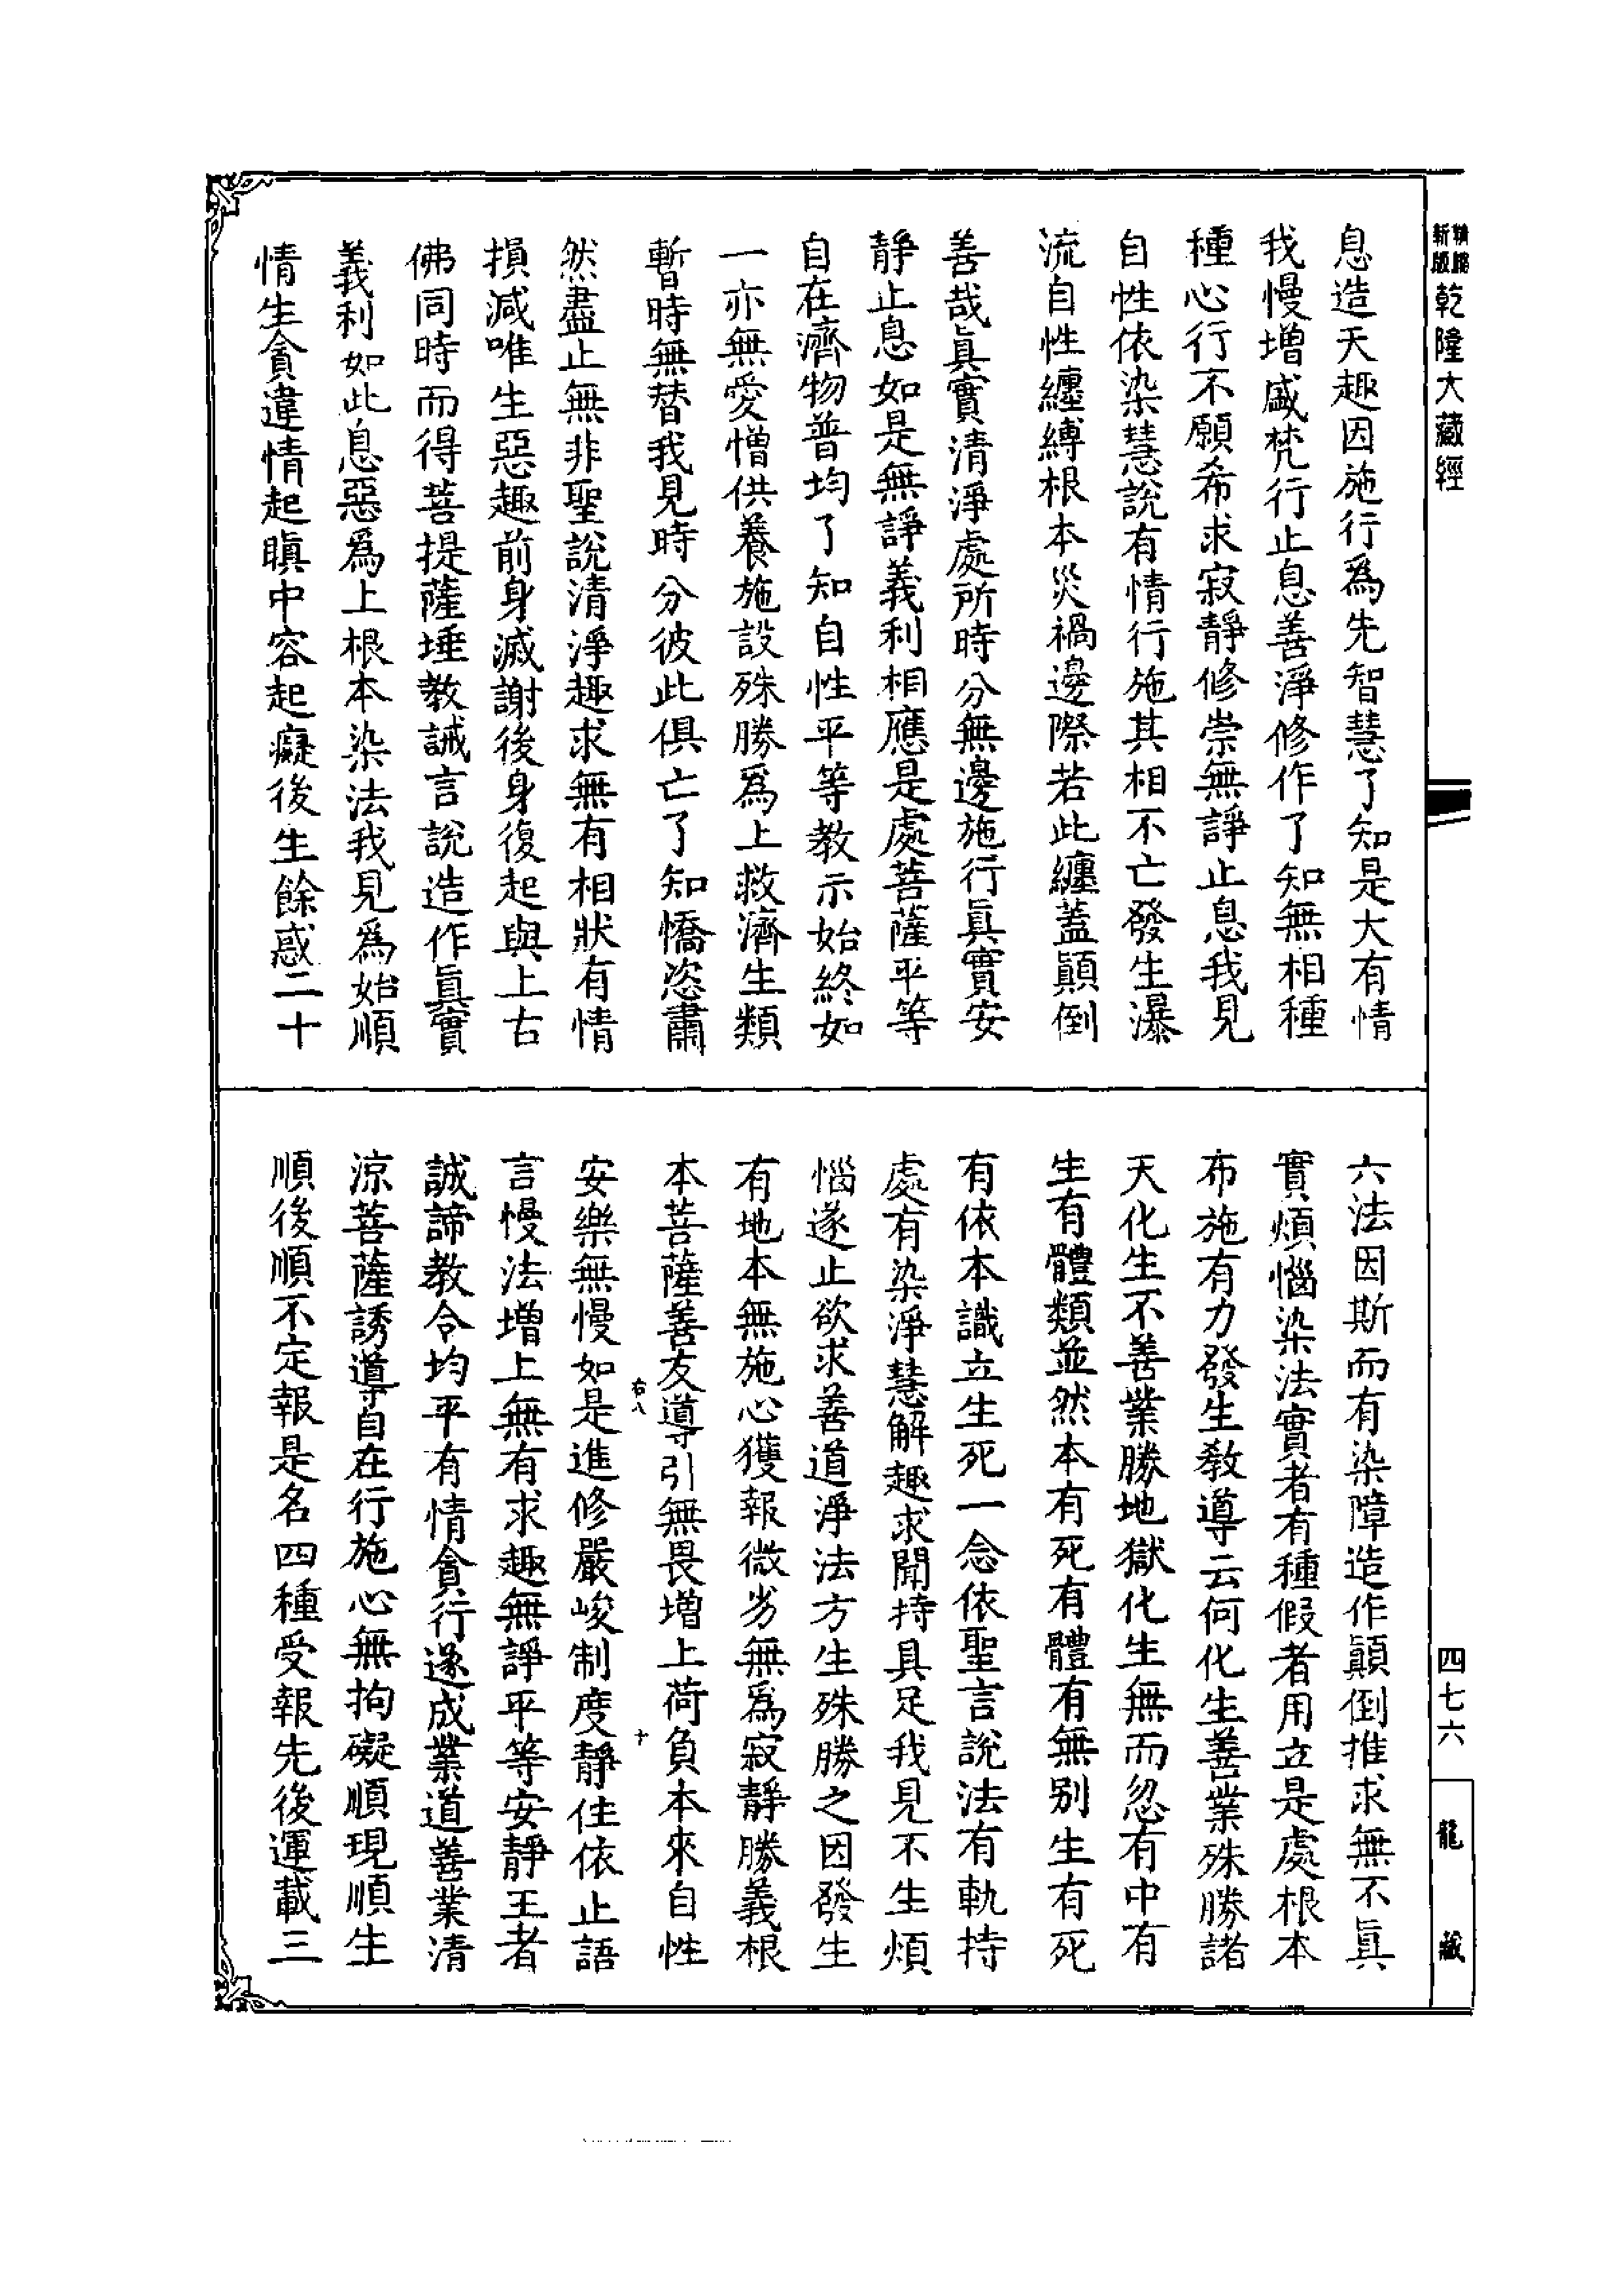 新版
乾隆大藏經
息造天趣因施行爲先智慧了知是大有情
我慢增盛梵行止息善淨修作了知無相種
種心行不願希求寂靜修崇無諍止息我見
自性依染慧說有情行施其相不亡發生瀑
流自性纏縛根本災禍邊際若此纏蓋顚倒
善哉眞實清淨處所時分無邊施行眞實安
靜止息如是無諍義利相應是處菩薩平等
自在濟物普均了知自性平等教示始終如
一亦無愛憎供養施設殊勝爲上救濟生類
暫時無替我見時分彼此俱亡了知憍恣肅
然盡止無非聖說清淨趣求無有相狀有情
損減唯生惡趣前身滅謝後身復起與上古
佛同時而得菩提薩埵教誡言說造作眞實
義利如此息惡爲上根本染法我見爲始順
情生貪違情起瞋中容起癡後生餘惑二十
六法因斯而有染障造作顚倒推求無不眞
實煩惱染法實者有種假者用立是處根本
布施有力發生敎導云何化生善業殊勝諸
天化生不善業勝地獄化生無而忽有中有
生有體類並然本有死有體有無別生有死
有依本識立生死一念依聖言說法有軌持
處有染淨慧解趣求聞持具足我見不生煩
惱遂止欲求善道淨法方生殊勝之因發生
有地本無施心獲報微劣無爲寂靜勝義根
本菩薩善友導引無畏增上荷負本來自性
右八
十
安樂無慢如是進修嚴峻制度靜住依止語
言慢法增上無有求趣無諍平等安靜王者
誠諦教令均平有情貪行遂成業道善業清
涼菩薩誘導自在行施心無拘礙順現順生
順後順不定報是名四種受報先後運載三
四七六
龍藏